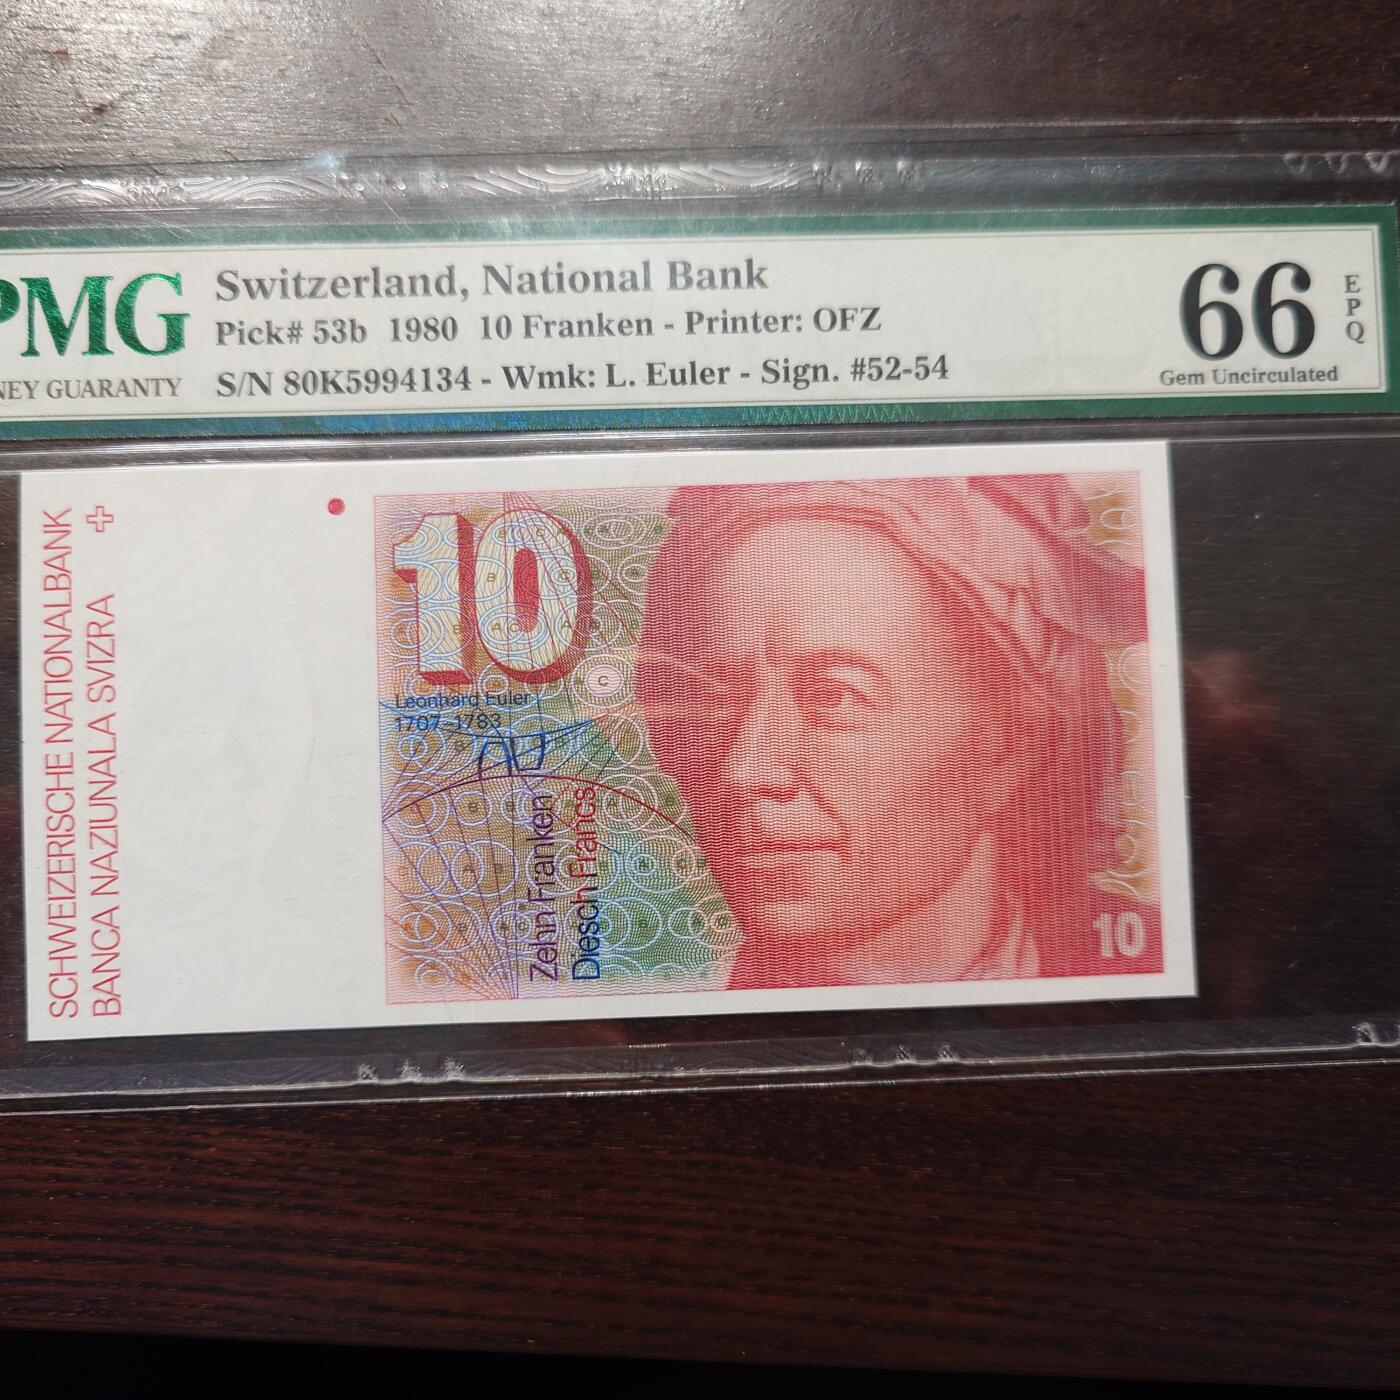 PMG
NEY GUARANTY
Switzerland, National Bank
Pick# 53b 1980 10 Franken - Printer: OFZ
S/N 80K5994134 - Wmk: L. Euler - Sign. #52-54
66
EPQ
Gem Uncirculated
SCHWEIZERISCHE NATIONALBANK
BANCA NAZIUNALA SVIZRA
10
Leonhard Euler
1707-1783
Zehn Franken
Diesch Francs
10